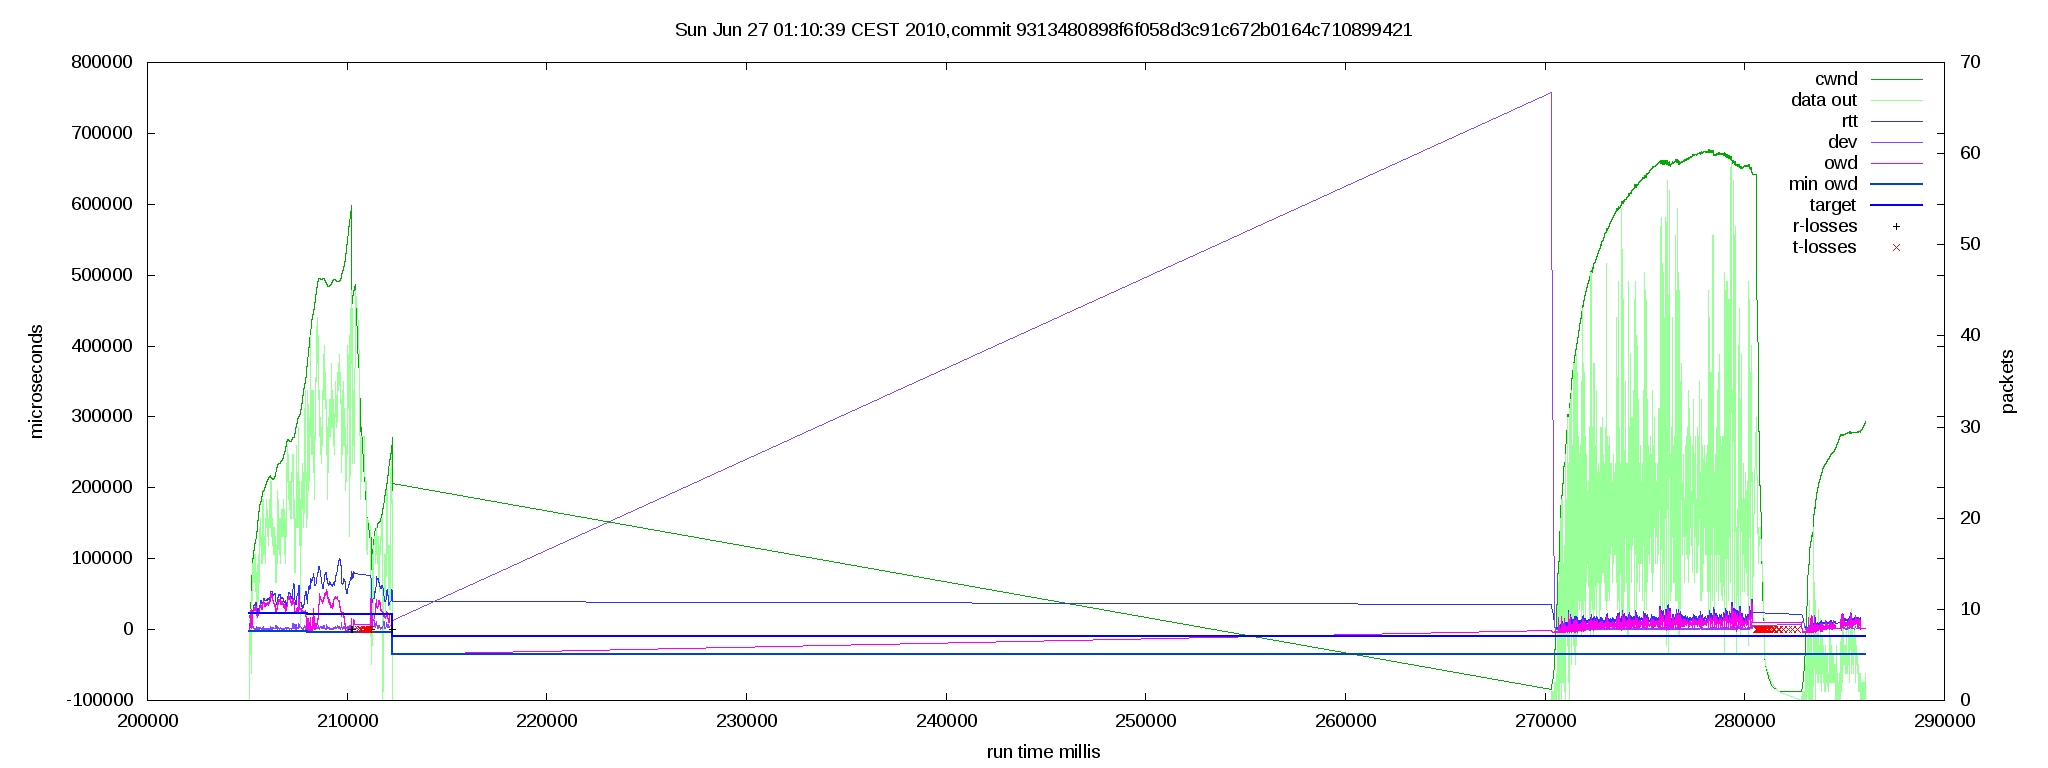 Sun Jun 27 01:10:39 CEST 2010,commit 9313480898f6f058d3c91c672b0164c710899421
800000
700000
600000
500000
400000
300000
200000
100000
0
-100000
microseconds
70
60
50
40
30
20
10
0
packets
cwnd
data out
rtt
dev
owd
min owd
target
r-losses
t-losses
200000
210000
220000
230000
240000
250000
260000
270000
280000
290000
run time millis